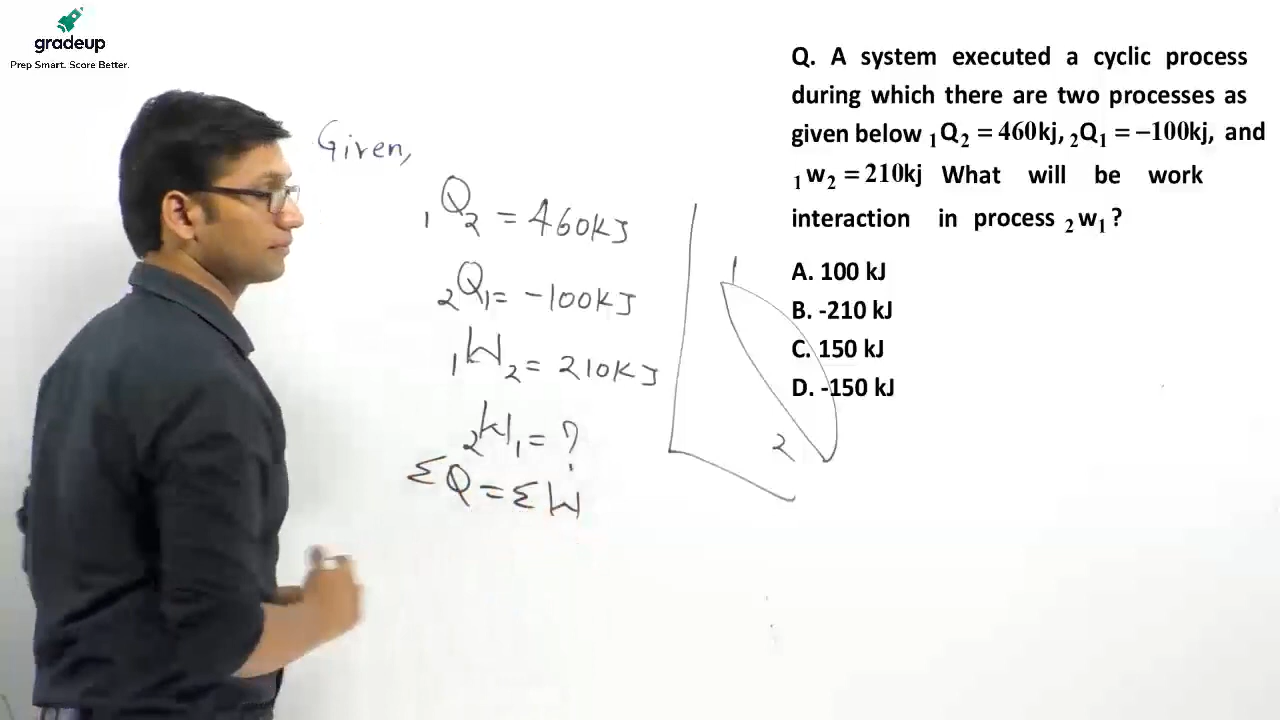 gradeup
Prep Smart. Score Better.
Given,
₁Q₂ = 460kJ
₂Q₁ = -100kJ
₁W₂ = 210kJ
₂W₁ = ?
ΣQ = ΣW
1
2
Q. A system executed a cyclic process
during which there are two processes as
given below ₁Q₂ = 460kj, ₂Q₁ = −100kj, and
₁w₂ = 210kj What will be work
interaction in process ₂w₁ ?
A. 100 kJ
B. -210 kJ
C. 150 kJ
D. -150 kJ